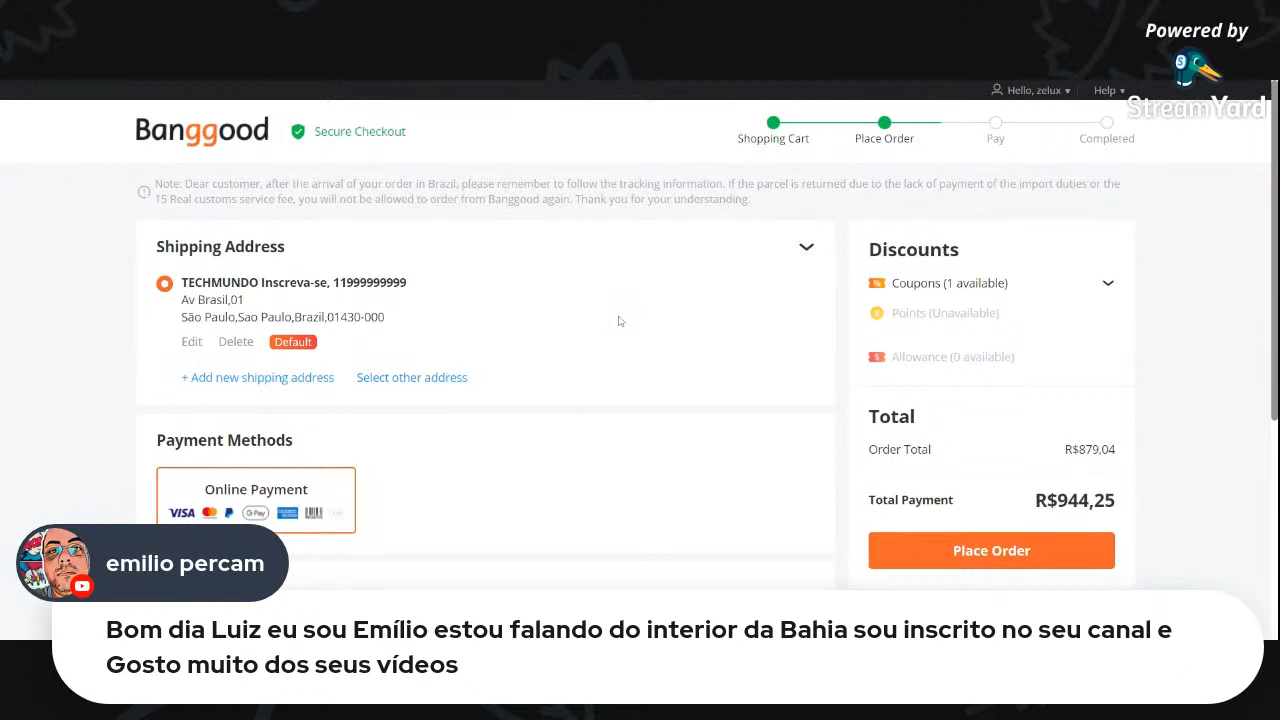 Powered by
StreamYard
Hello, zelux
Help
Banggood
Secure Checkout
Shopping Cart
Place Order
Pay
Completed
Note: Dear customer, after the arrival of your order in Brazil, please remember to follow the tracking information. If the parcel is returned due to the lack of payment of the import duties or the
15 Real customs service fee, you will not be allowed to order from Banggood again. Thank you for your understanding.
Shipping Address
TECHMUNDO Inscreva-se, 11999999999
Av Brasil,01
São Paulo,Sao Paulo,Brazil,01430-000
Edit Delete Default
+ Add new shipping address Select other address
Payment Methods
Online Payment
VISA G Pay
Discounts
Coupons (1 available)
Points (Unavailable)
Allowance (0 available)
Total
Order Total R$879,04
Total Payment R$944,25
Place Order
emilio percam
Bom dia Luiz eu sou Emílio estou falando do interior da Bahia sou inscrito no seu canal e
Gosto muito dos seus vídeos